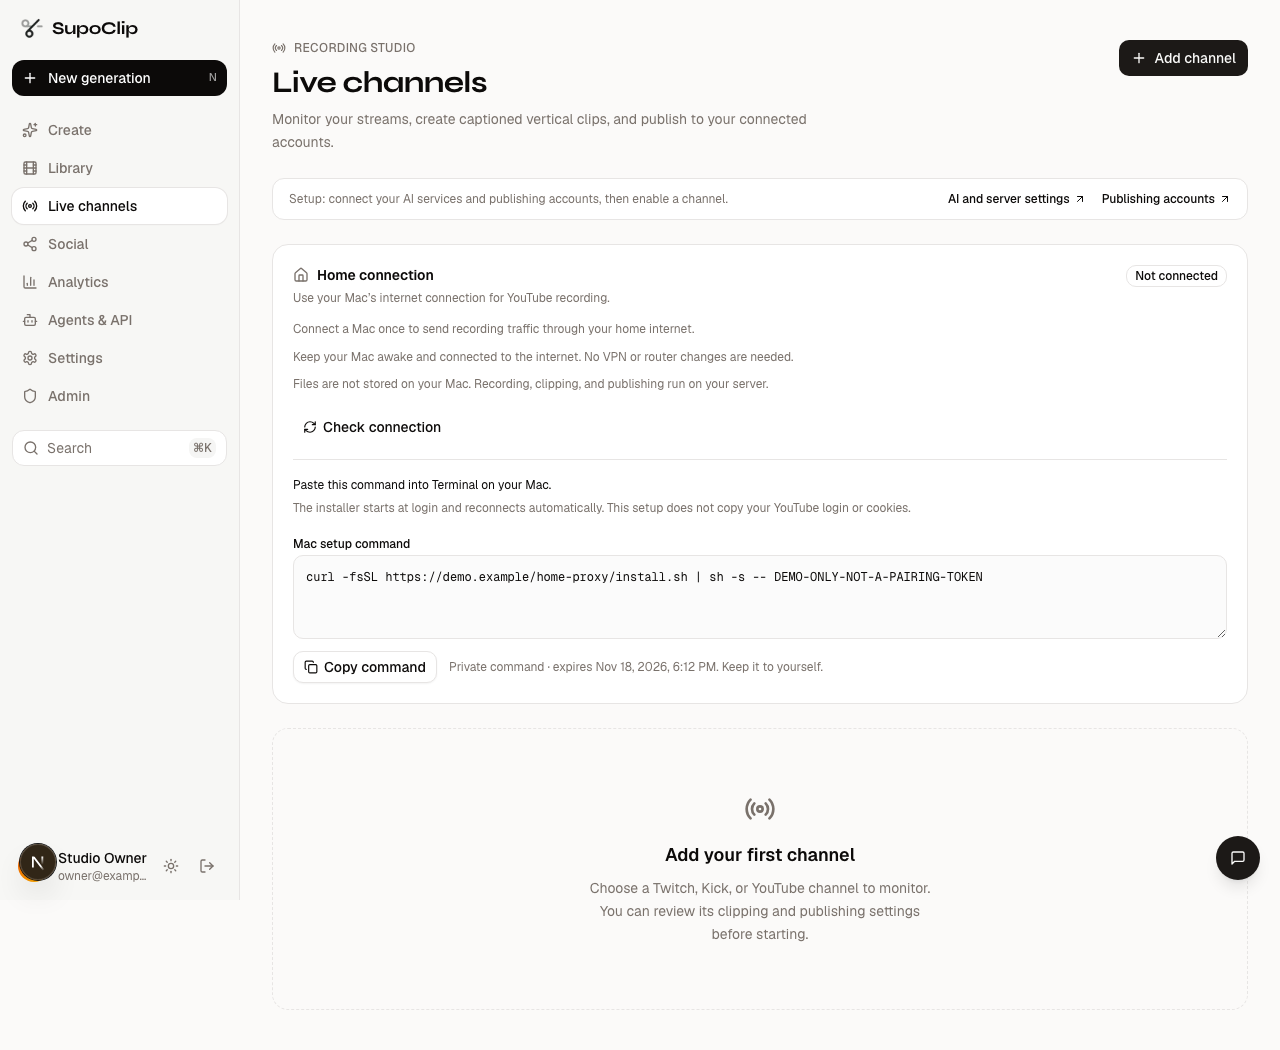 SupoClip
New generation N
Create
Library
Live channels
Social
Analytics
Agents & API
Settings
Admin
Search ⌘K
N
Studio Owner
owner@examp...
RECORDING STUDIO
Live channels
Monitor your streams, create captioned vertical clips, and publish to your connected
accounts.
Add channel
Setup: connect your AI services and publishing accounts, then enable a channel.
AI and server settings
Publishing accounts
Home connection
Not connected
Use your Mac's internet connection for YouTube recording.
Connect a Mac once to send recording traffic through your home internet.
Keep your Mac awake and connected to the internet. No VPN or router changes are needed.
Files are not stored on your Mac. Recording, clipping, and publishing run on your server.
Check connection
Paste this command into Terminal on your Mac.
The installer starts at login and reconnects automatically. This setup does not copy your YouTube login or cookies.
Mac setup command
curl -fsSL https://demo.example/home-proxy/install.sh | sh -s -- DEMO-ONLY-NOT-A-PAIRING-TOKEN
Copy command
Private command · expires Nov 18, 2026, 6:12 PM. Keep it to yourself.
Add your first channel
Choose a Twitch, Kick, or YouTube channel to monitor.
You can review its clipping and publishing settings
before starting.